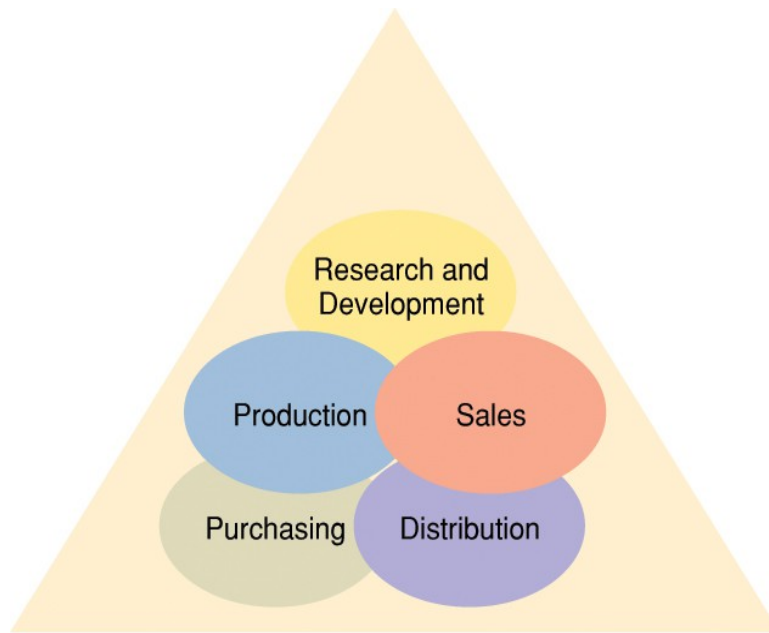 Research and
Development
Production
Sales
Purchasing
Distribution